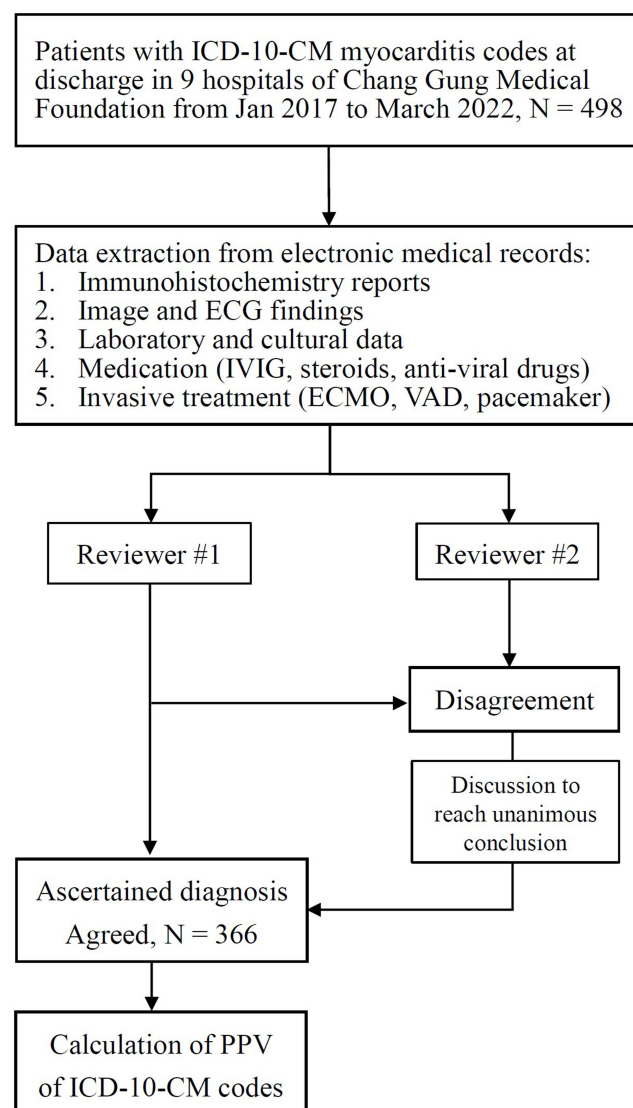 Patients with ICD-10-CM myocarditis codes at
discharge in 9 hospitals of Chang Gung Medical
Foundation from Jan 2017 to March 2022, N = 498
Data extraction from electronic medical records:
1. Immunohistochemistry reports
2. Image and ECG findings
3. Laboratory and cultural data
4. Medication (IVIG, steroids, anti-viral drugs)
5. Invasive treatment (ECMO, VAD, pacemaker)
Reviewer #1
Reviewer #2
Disagreement
Discussion to
reach unanimous
conclusion
Ascertained diagnosis
Agreed, N = 366
Calculation of PPV
of ICD-10-CM codes